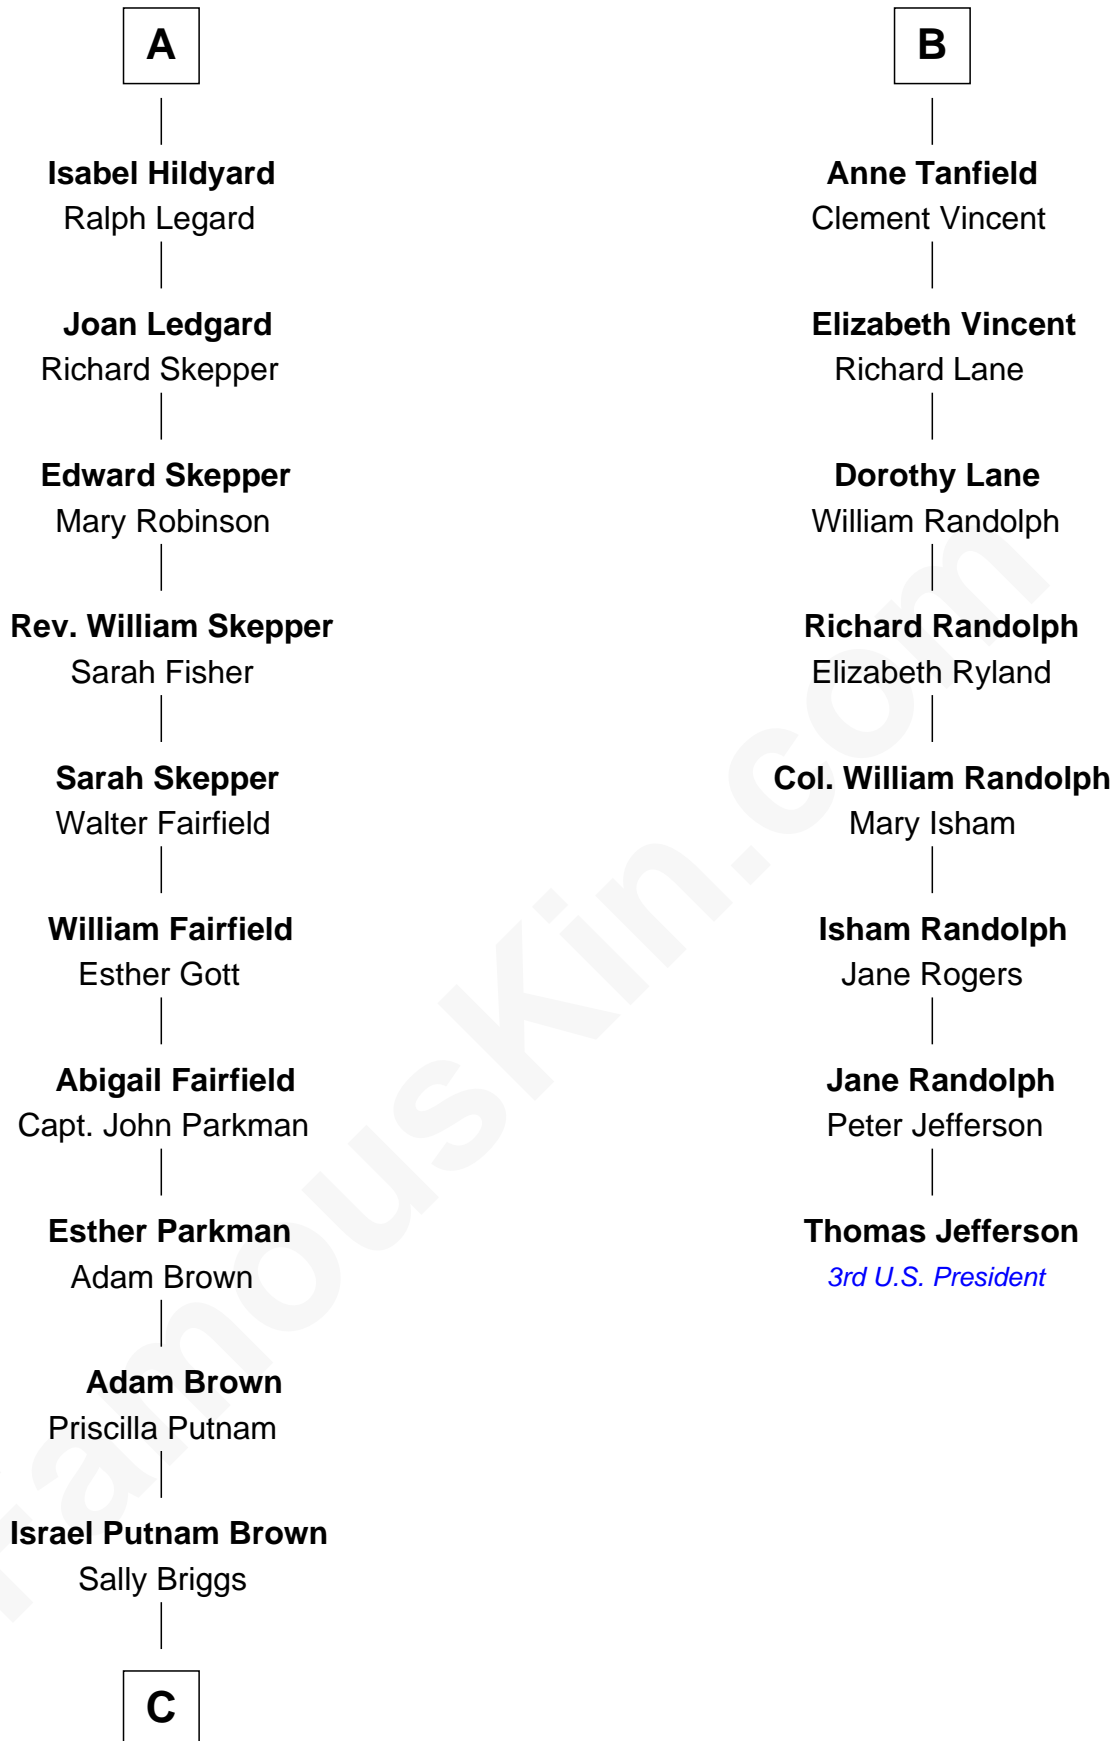 A
Isabel Hildyard
Ralph Legard
Joan Ledgard
Richard Skepper
Edward Skepper
Mary Robinson
Rev. William Skepper
Sarah Fisher
Sarah Skepper
Walter Fairfield
William Fairfield
Esther Gott
Abigail Fairfield
Capt. John Parkman
Esther Parkman
Adam Brown
Adam Brown
Priscilla Putnam
Israel Putnam Brown
Sally Briggs
C
B
Anne Tanfield
Clement Vincent
Elizabeth Vincent
Richard Lane
Dorothy Lane
William Randolph
Richard Randolph
Elizabeth Ryland
Col. William Randolph
Mary Isham
Isham Randolph
Jane Rogers
Jane Randolph
Peter Jefferson
Thomas Jefferson
3rd U.S. President
FamousKin.com